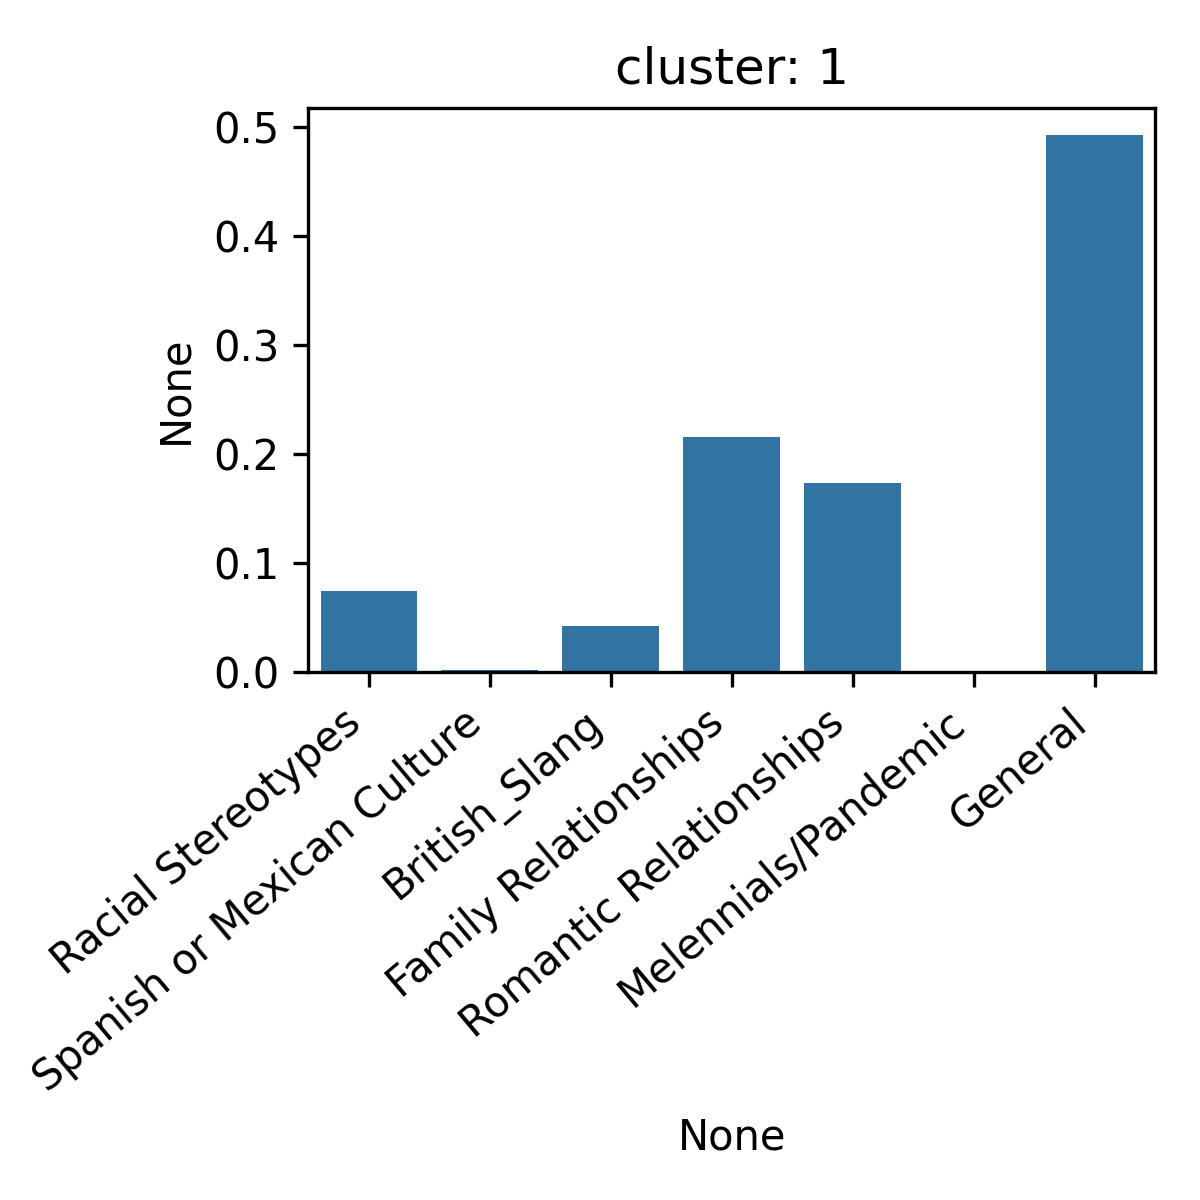 cluster: 1
0.5
0.4
0.3
0.2
0.1
0.0
None
Racial Stereotypes
Spanish or Mexican Culture
British_Slang
Family Relationships
Romantic Relationships
Melennials/Pandemic
General
None